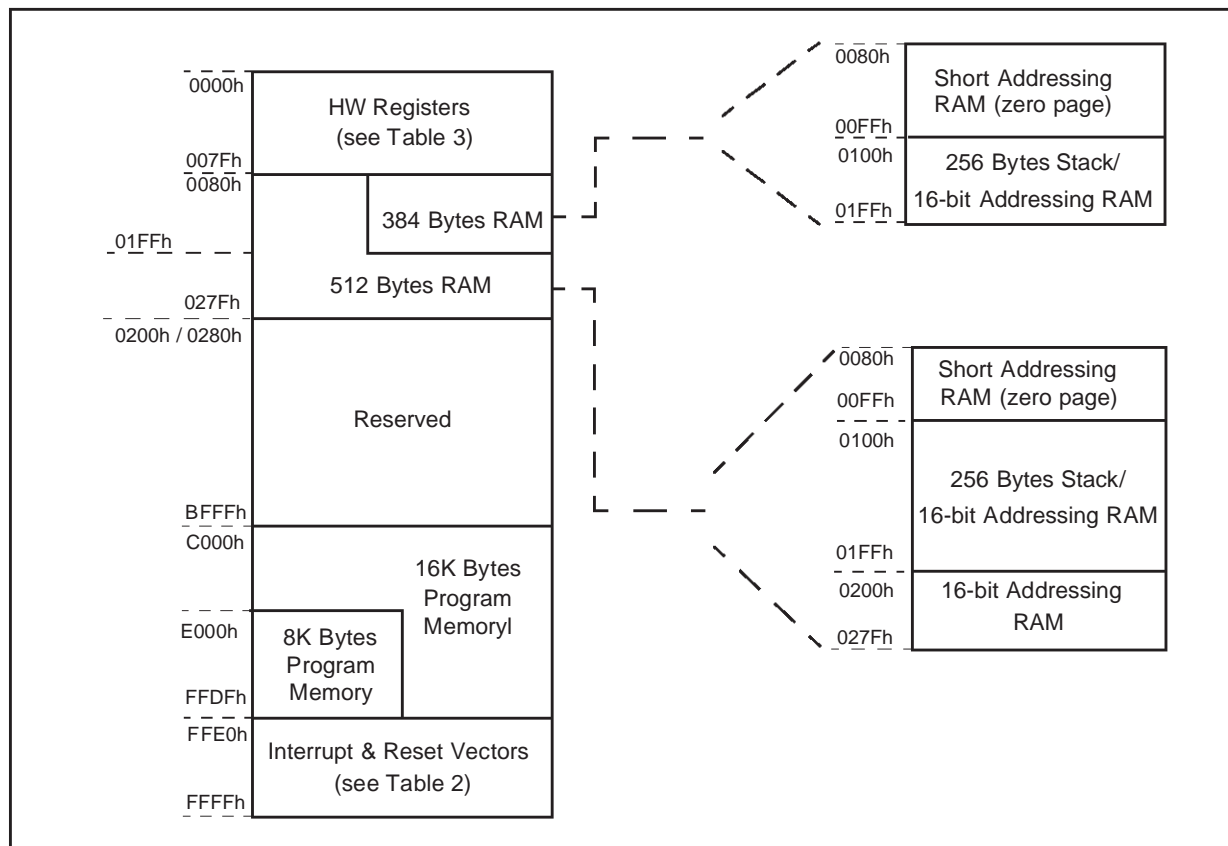 0000h
HW Registers
(see Table 3)
007Fh
0080h
384 Bytes RAM
01FFh
512 Bytes RAM
027Fh
0200h / 0280h
Reserved
BFFFh
C000h
16K Bytes
Program
Memoryl
E000h
8K Bytes
Program
Memory
FFDFh
FFE0h
Interrupt & Reset Vectors
(see Table 2)
FFFFh
0080h
Short Addressing
RAM (zero page)
00FFh
0100h
256 Bytes Stack/
16-bit Addressing RAM
01FFh
0080h
Short Addressing
RAM (zero page)
00FFh
0100h
256 Bytes Stack/
16-bit Addressing RAM
01FFh
0200h
16-bit Addressing
RAM
027Fh